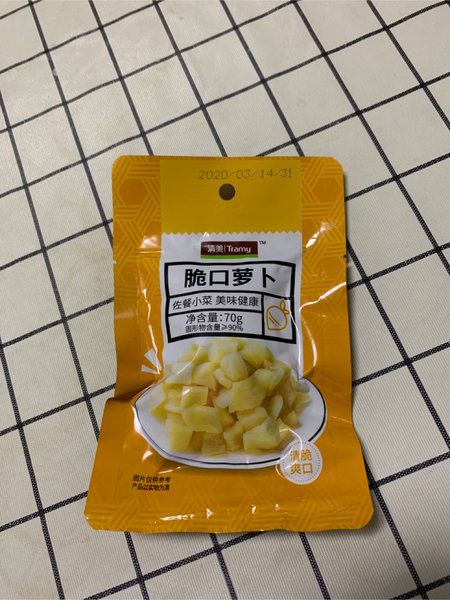 2020/03/14/31
清美 Tramy ™
脆口萝卜
佐餐小菜 美味健康
净含量:70g
固形物含量≥90%
清脆
爽口
图片仅供参考
产品以实物为准